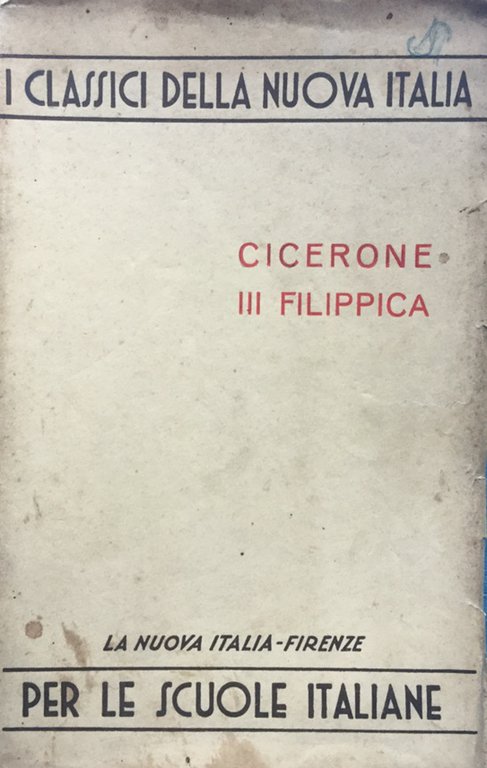 I CLASSICI DELLA NUOVA ITALIA
CICERONE
III FILIPPICA
LA NUOVA ITALIA-FIRENZE
PER LE SCUOLE ITALIANE